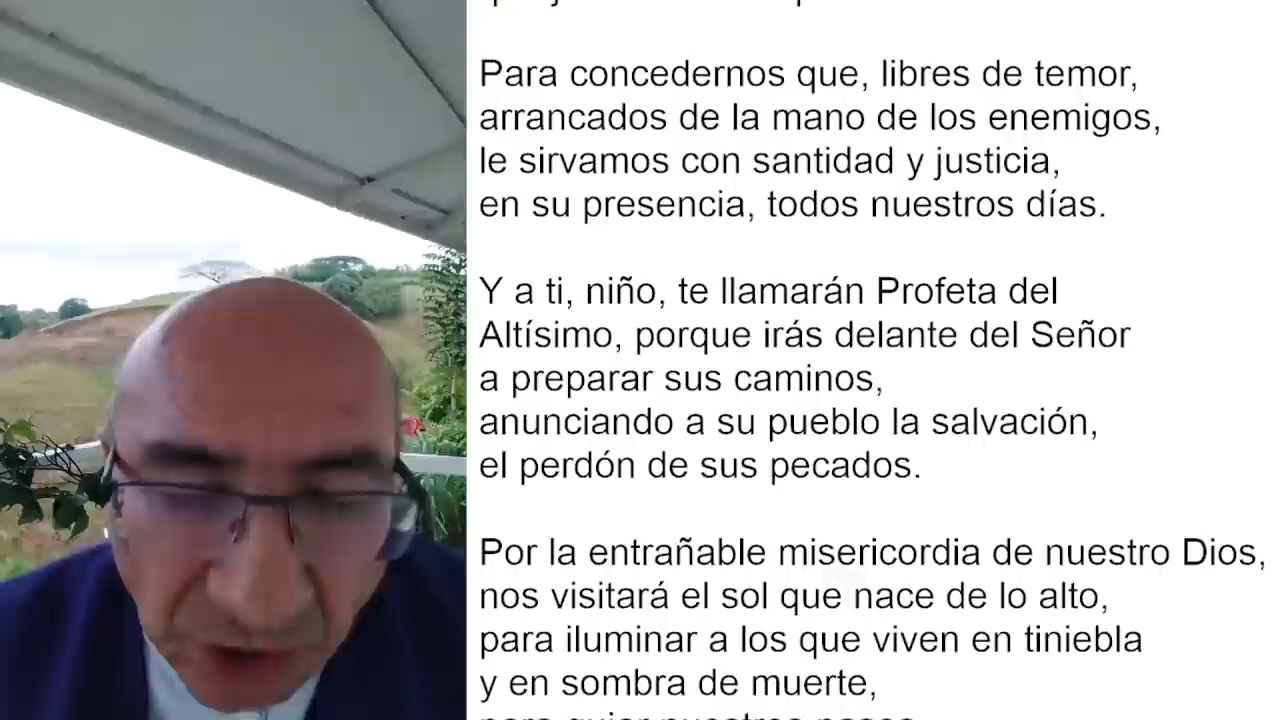 Para concedernos que, libres de temor,
arrancados de la mano de los enemigos,
le sirvamos con santidad y justicia,
en su presencia, todos nuestros días.
Y a ti, niño, te llamarán Profeta del
Altísimo, porque irás delante del Señor
a preparar sus caminos,
anunciando a su pueblo la salvación,
el perdón de sus pecados.
Por la entrañable misericordia de nuestro Dios,
nos visitará el sol que nace de lo alto,
para iluminar a los que viven en tiniebla
y en sombra de muerte,
para guiar nuestros pasos